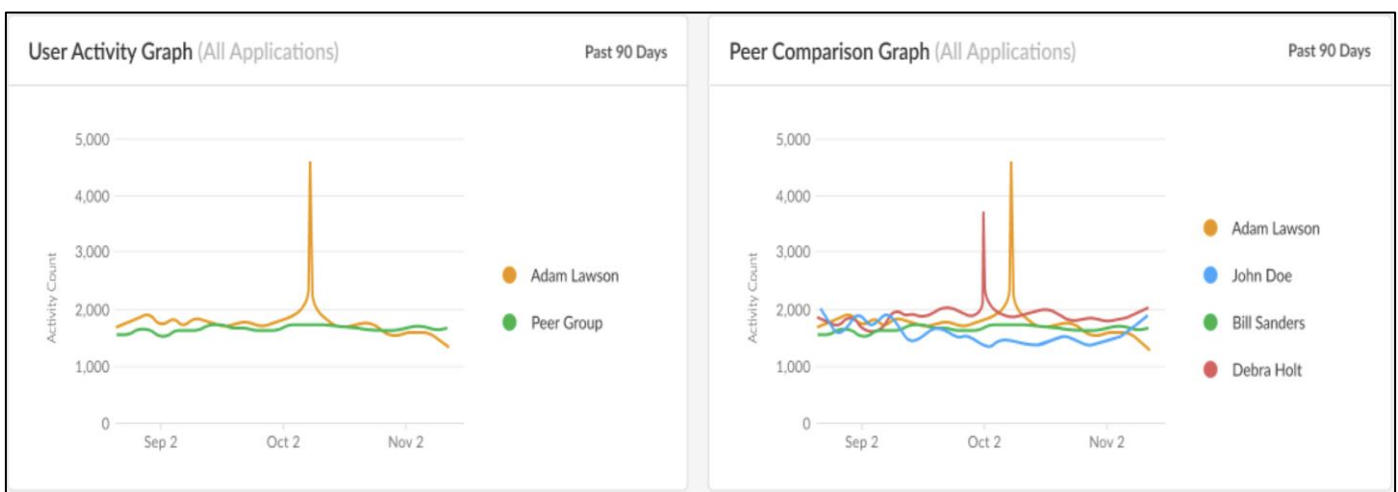 User Activity Graph (All Applications) Past 90 Days
5,000
4,000
3,000
2,000
1,000
0
Activity Count
Sep 2 Oct 2 Nov 2
Adam Lawson
Peer Group
Peer Comparison Graph (All Applications) Past 90 Days
5,000
4,000
3,000
2,000
1,000
0
Activity Count
Sep 2 Oct 2 Nov 2
Adam Lawson
John Doe
Bill Sanders
Debra Holt